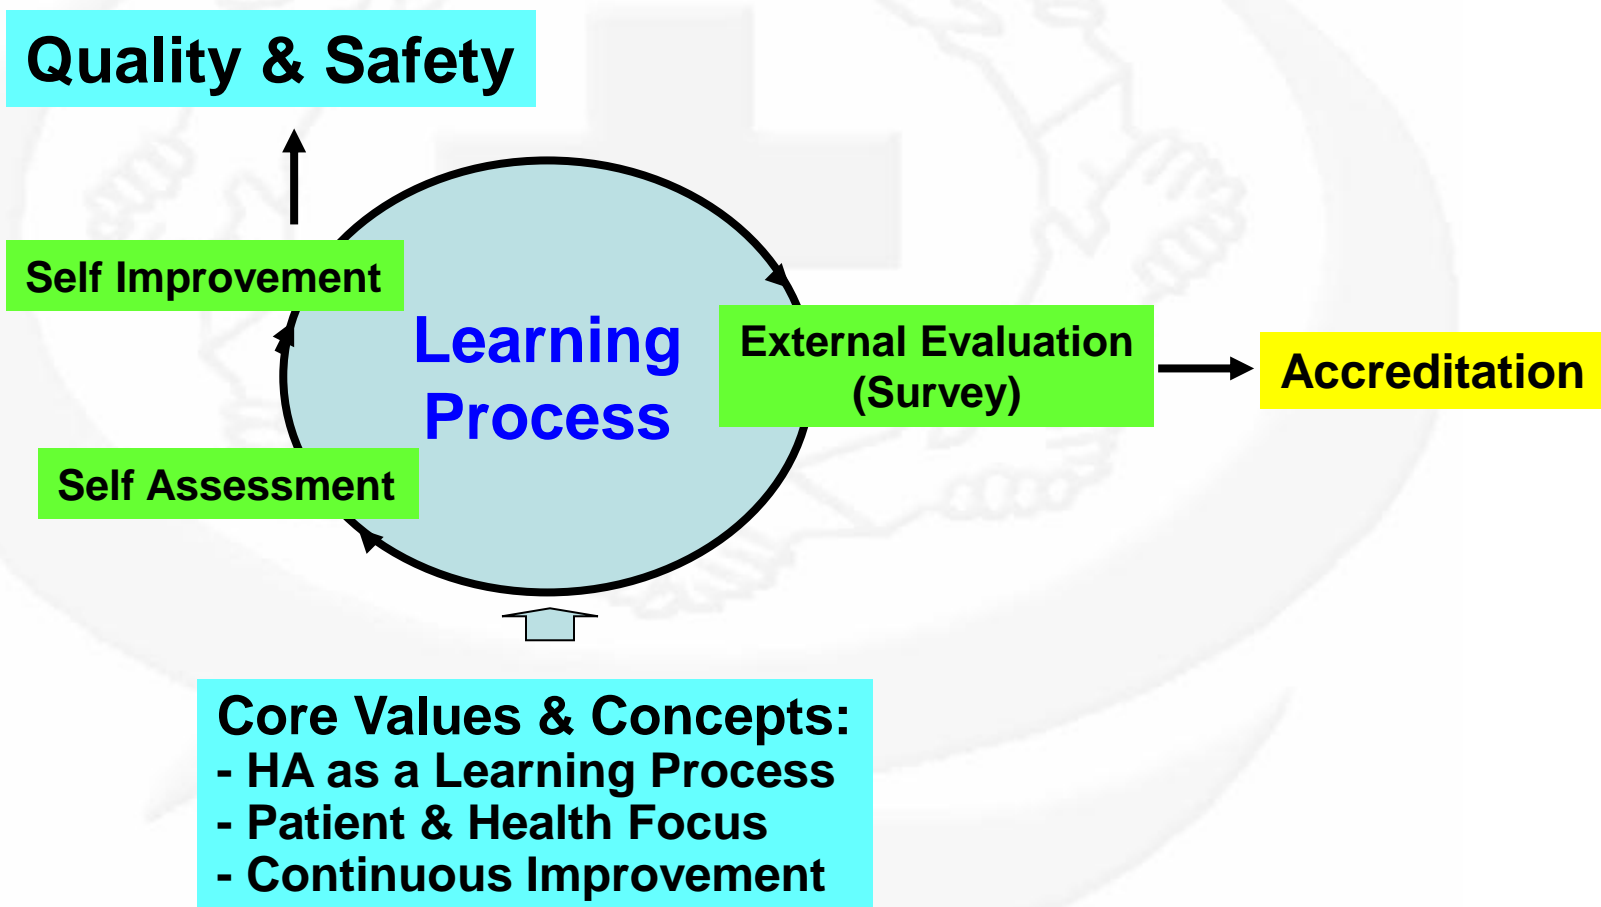 Quality & Safety
Self Improvement
Learning
Process
External Evaluation
(Survey)
Accreditation
Self Assessment
Core Values & Concepts:
- HA as a Learning Process
- Patient & Health Focus
- Continuous Improvement